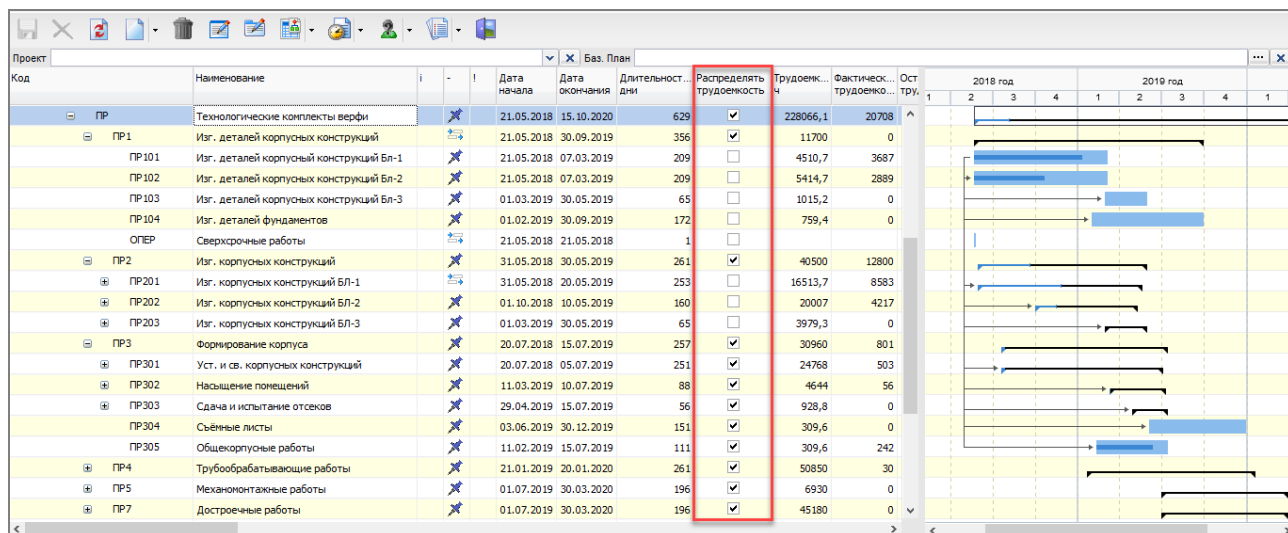 Проект Баз. План
Код Наименование i - ! Дата начала Дата окончания Длительност... дни Распределять трудоемкость Трудоемк... ч Фактическ... трудоемко... Ост тру, 2018 год 2019 год
1 2 3 4 1 2 3 4 1
ПР Технологические комплекты верфи 21.05.2018 15.10.2020 629 228066,1 20708
ПР1 Изг. деталей корпусных конструкций 21.05.2018 30.09.2019 356 11700 0
ПР101 Изг. деталей корпусный конструкций Бл-1 21.05.2018 07.03.2019 209 4510,7 3687
ПР102 Изг. деталей корпусных конструкций Бл-2 21.05.2018 07.03.2019 209 5414,7 2889
ПР103 Изг. деталей корпусных конструкций Бл-3 01.03.2019 30.05.2019 65 1015,2 0
ПР104 Изг. деталей фундаментов 01.02.2019 30.09.2019 172 759,4 0
ОПЕР Сверхсрочные работы 21.05.2018 21.05.2018 1
ПР2 Изг. корпусных конструкций 31.05.2018 30.05.2019 261 40500 12800
ПР201 Изг. корпусных конструкций БЛ-1 31.05.2018 20.05.2019 253 16513,7 8583
ПР202 Изг. корпусных конструкций БЛ-2 01.10.2018 10.05.2019 160 20007 4217
ПР203 Изг. корпусных конструкций БЛ-3 01.03.2019 30.05.2019 65 3979,3 0
ПР3 Формирование корпуса 20.07.2018 15.07.2019 257 30960 801
ПР301 Уст. и св. корпусных конструкций 20.07.2018 05.07.2019 251 24768 503
ПР302 Насыщение помещений 11.03.2019 10.07.2019 88 4644 56
ПР303 Сдача и испытание отсеков 29.04.2019 15.07.2019 56 928,8 0
ПР304 Съёмные листы 03.06.2019 30.12.2019 151 309,6 0
ПР305 Общекорпусные работы 11.02.2019 15.07.2019 111 309,6 242
ПР4 Трубообрабатывающие работы 21.01.2019 20.01.2020 261 50850 30
ПР5 Механомонтажные работы 01.07.2019 30.03.2020 196 6930 0
ПР7 Достроечные работы 01.07.2019 30.03.2020 196 45180 0